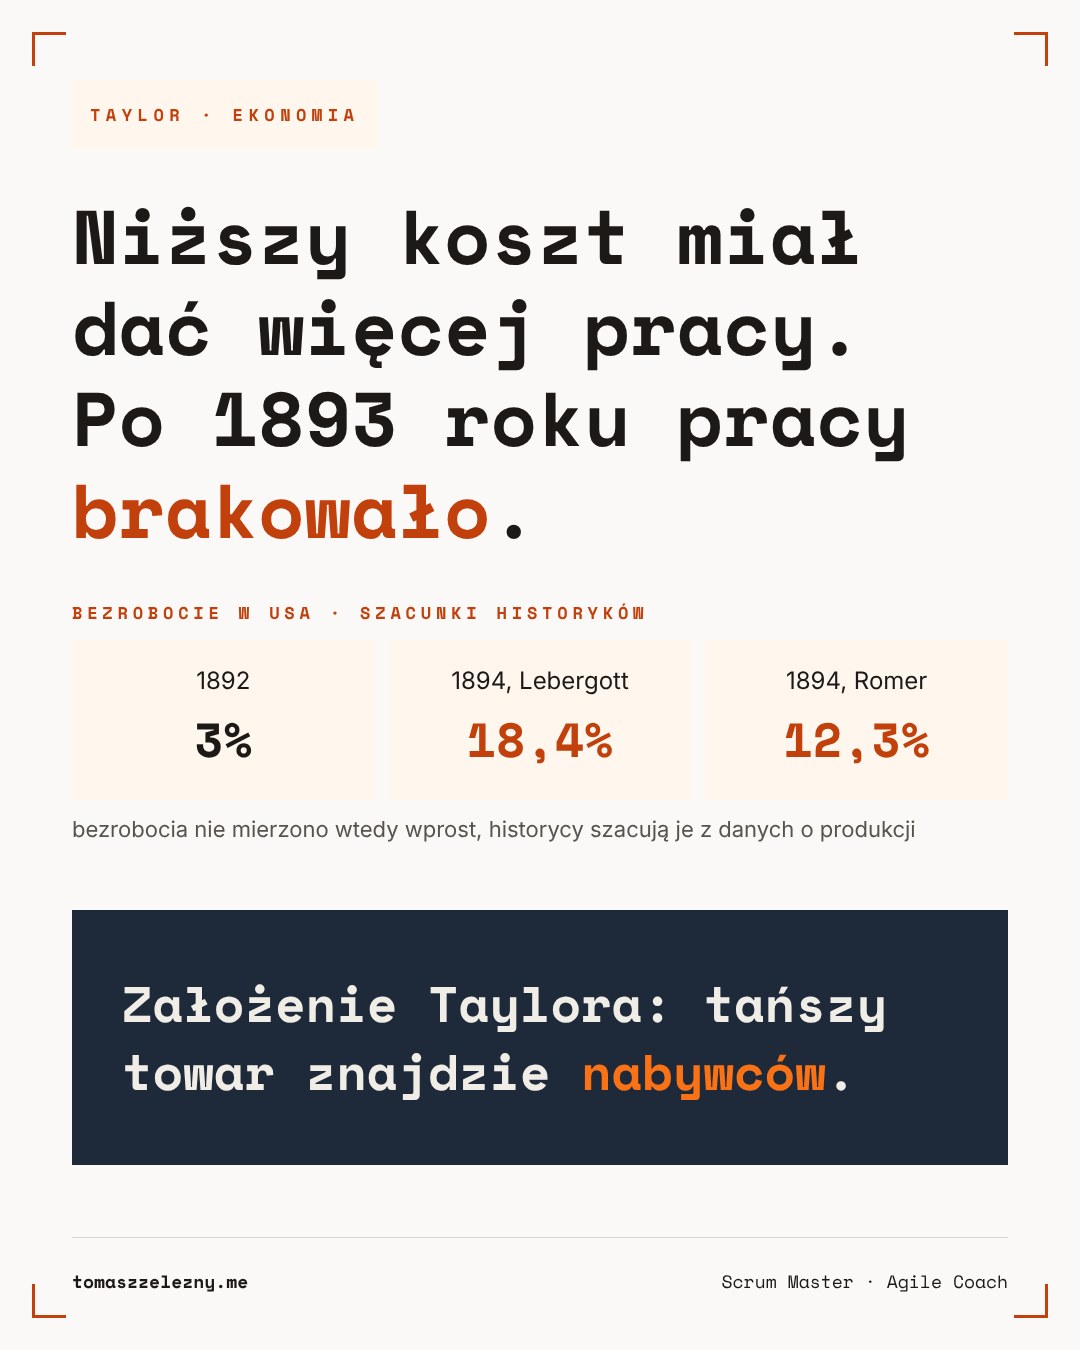 TAYLOR · EKONOMIA
Niższy koszt miał
dać więcej pracy.
Po 1893 roku pracy
brakowało.
BEZROBOCIE W USA · SZACUNKI HISTORYKÓW
1892
3%
1894, Lebergott
18,4%
1894, Romer
12,3%
bezrobocia nie mierzono wtedy wprost, historycy szacują je z danych o produkcji
Założenie Taylora: tańszy
towar znajdzie nabywców.
tomaszzelezny.me
Scrum Master · Agile Coach